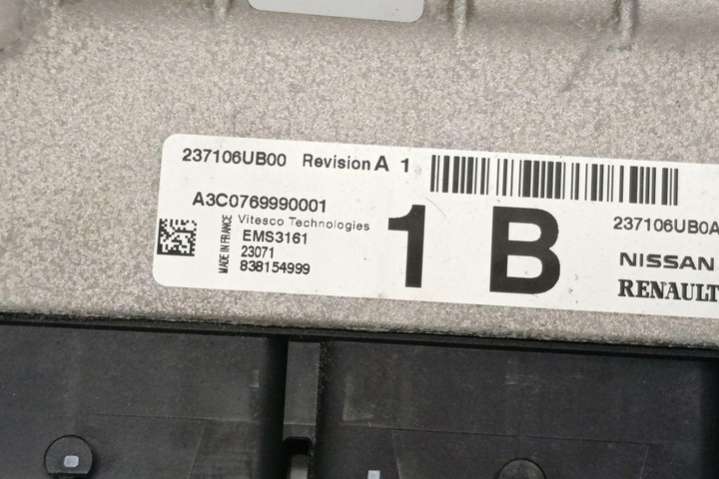 237106UB00 Revision A 1
A3C0769990001
Vitesco Technologies
EMS3161
23071
838154999
MADE IN FRANCE
1 B
237106UB0A
NISSAN
RENAULT